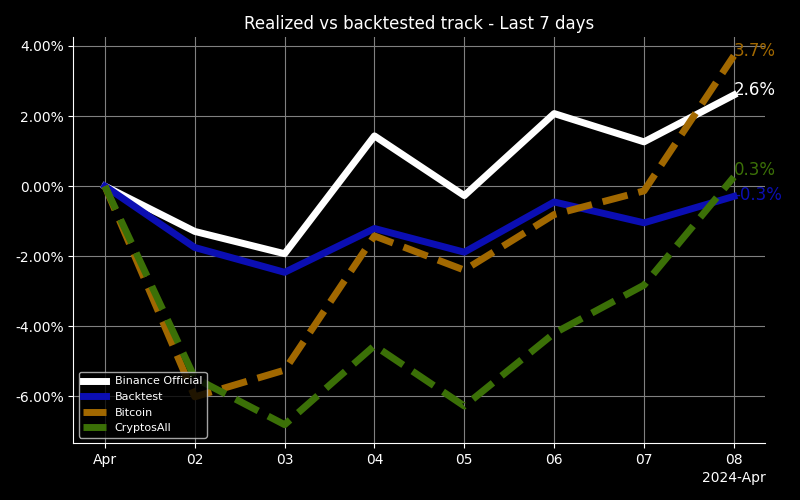 Realized vs backtested track - Last 7 days
4.00%
2.00%
0.00%
-2.00%
-4.00%
-6.00%
3.7%
2.6%
0.3%
-0.3%
Binance Official
Backtest
Bitcoin
CryptosAll
Apr 02 03 04 05 06 07 08
2024-Apr